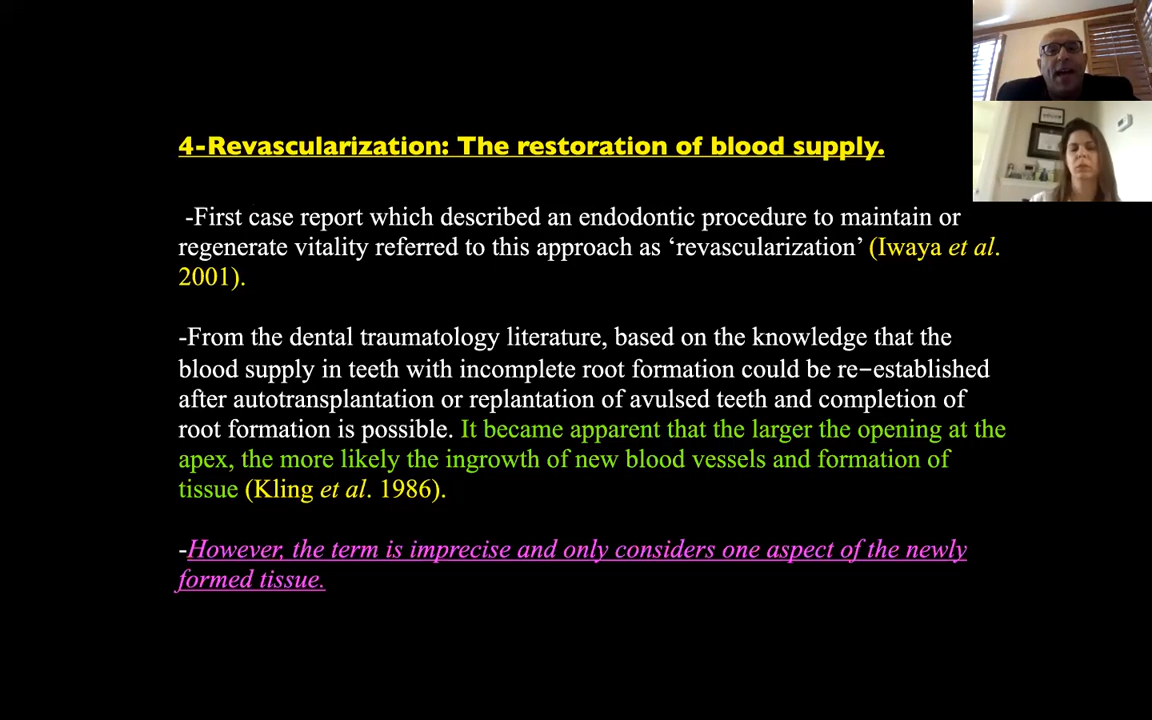 4-Revascularization: The restoration of blood supply.
-First case report which described an endodontic procedure to maintain or
regenerate vitality referred to this approach as ‘revascularization’ (Iwaya et al.
2001).
-From the dental traumatology literature, based on the knowledge that the
blood supply in teeth with incomplete root formation could be re-established
after autotransplantation or replantation of avulsed teeth and completion of
root formation is possible. It became apparent that the larger the opening at the
apex, the more likely the ingrowth of new blood vessels and formation of
tissue (Kling et al. 1986).
-However, the term is imprecise and only considers one aspect of the newly
formed tissue.